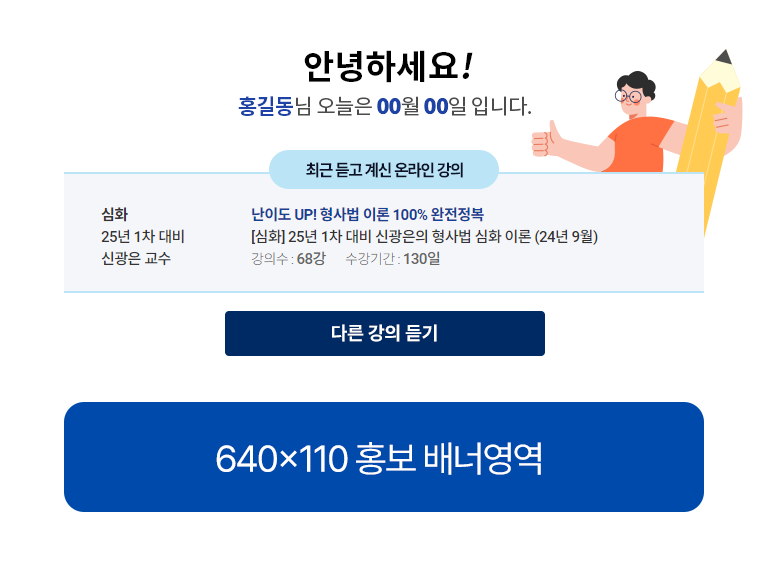 안녕하세요!
홍길동님 오늘은 00월 00일 입니다.
최근 듣고 계신 온라인 강의
심화
난이도 UP! 형사법 이론 100% 완전정복
25년 1차 대비
[심화] 25년 1차 대비 신광은의 형사법 심화 이론 (24년 9월)
신광은 교수
강의수 : 68강 수강기간 : 130일
다른 강의 듣기
640×110 홍보 배너영역